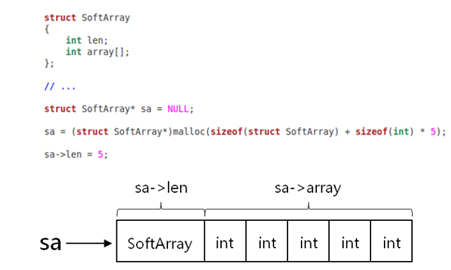 struct SoftArray
{
    int len;
    int array[];
};
// ...
struct SoftArray* sa = NULL;
sa = (struct SoftArray*)malloc(sizeof(struct SoftArray) + sizeof(int) * 5);
sa->len = 5;
sa->len sa->array
sa SoftArray int int int int int